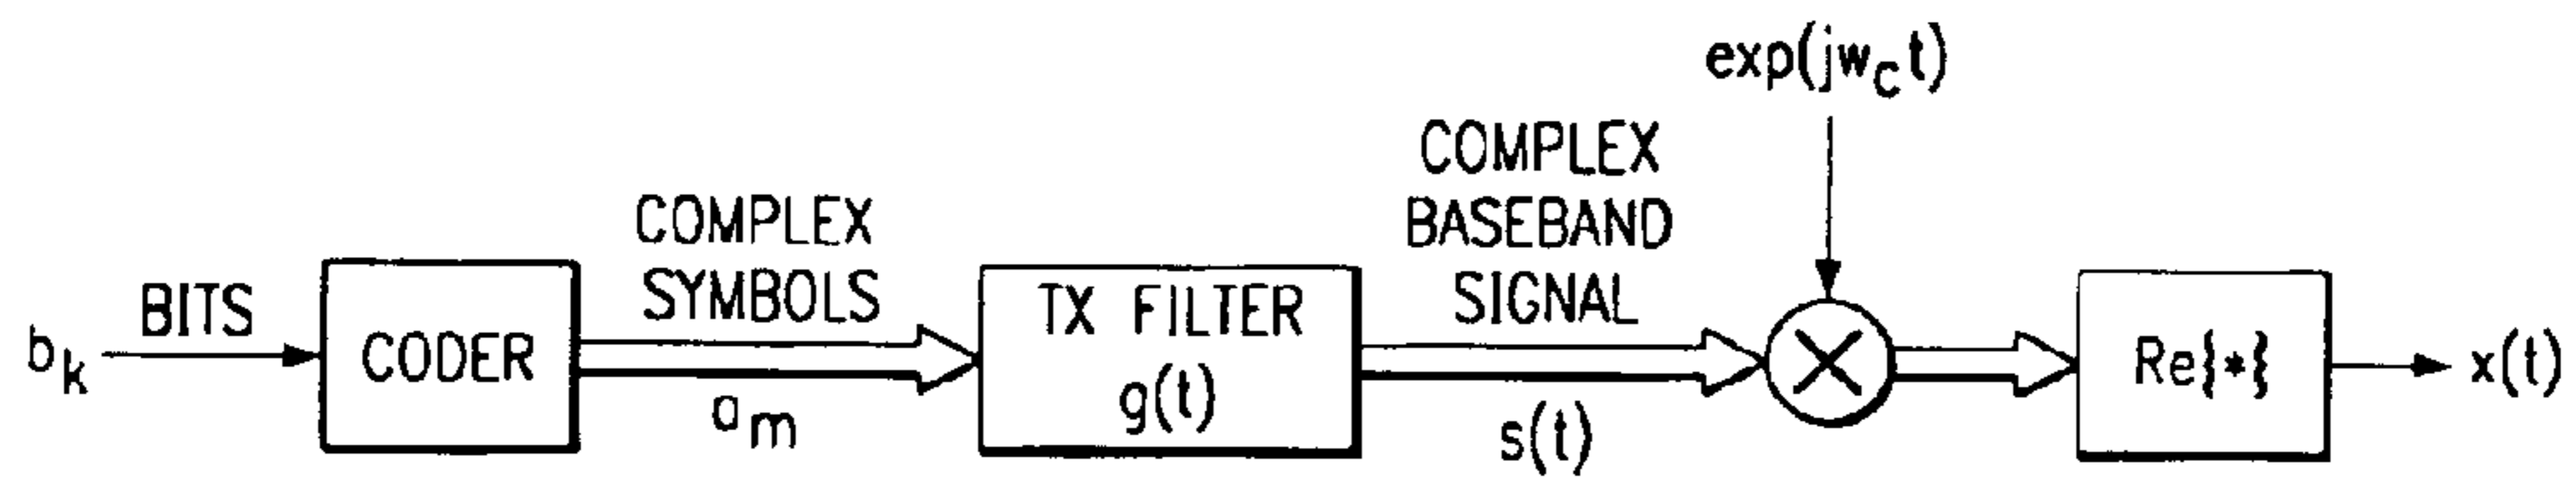 b_k
BITS
CODER
COMPLEX
SYMBOLS
a_m
TX FILTER
g(t)
COMPLEX
BASEBAND
SIGNAL
s(t)
exp(jw_c t)
Re{*}
x(t)